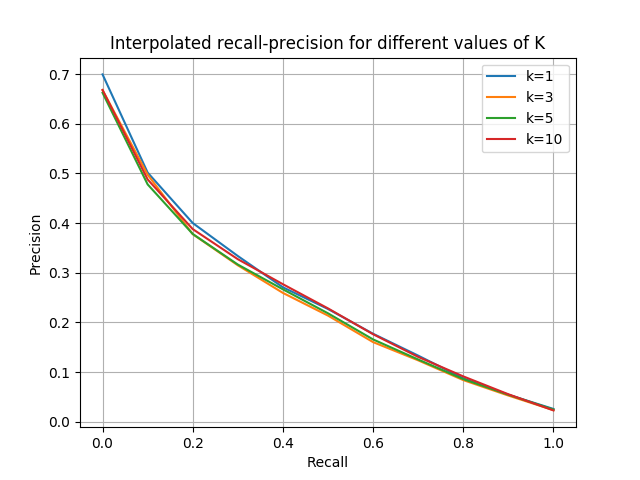 Interpolated recall-precision for different values of K
0.7
0.6
0.5
0.4
0.3
0.2
0.1
0.0
Precision
k=1
k=3
k=5
k=10
0.0 0.2 0.4 0.6 0.8 1.0
Recall